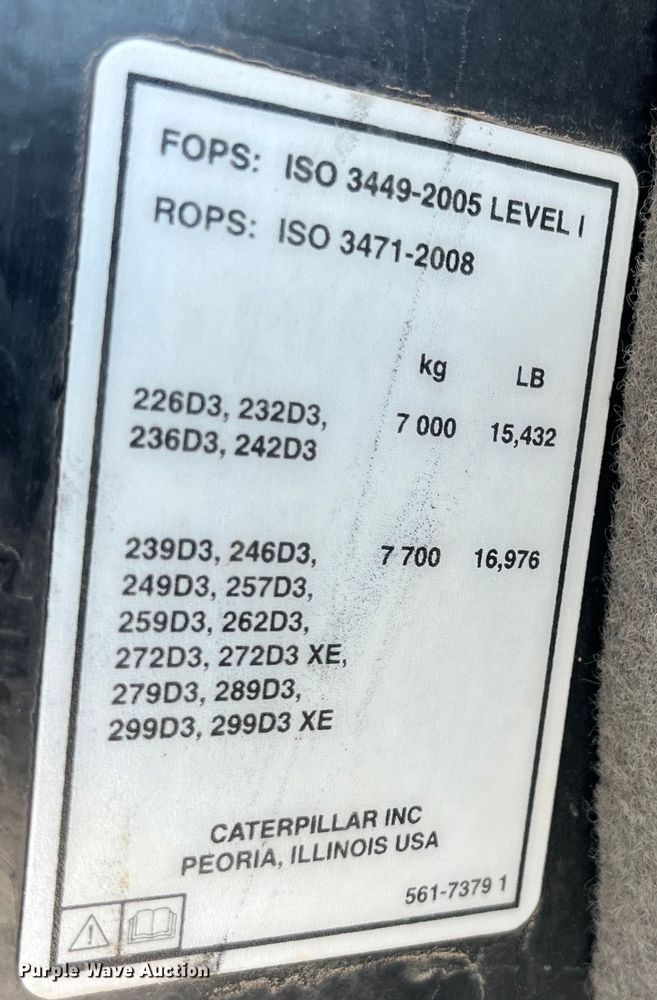 FOPS: ISO 3449-2005 LEVEL I
ROPS: ISO 3471-2008
kg LB
226D3, 232D3, 7 000 15,432
236D3, 242D3
239D3, 246D3, 7 700 16,976
249D3, 257D3,
259D3, 262D3,
272D3, 272D3 XE,
279D3, 289D3,
299D3, 299D3 XE
CATERPILLAR INC
PEORIA, ILLINOIS USA
561-7379 1
Purple Wave Auction